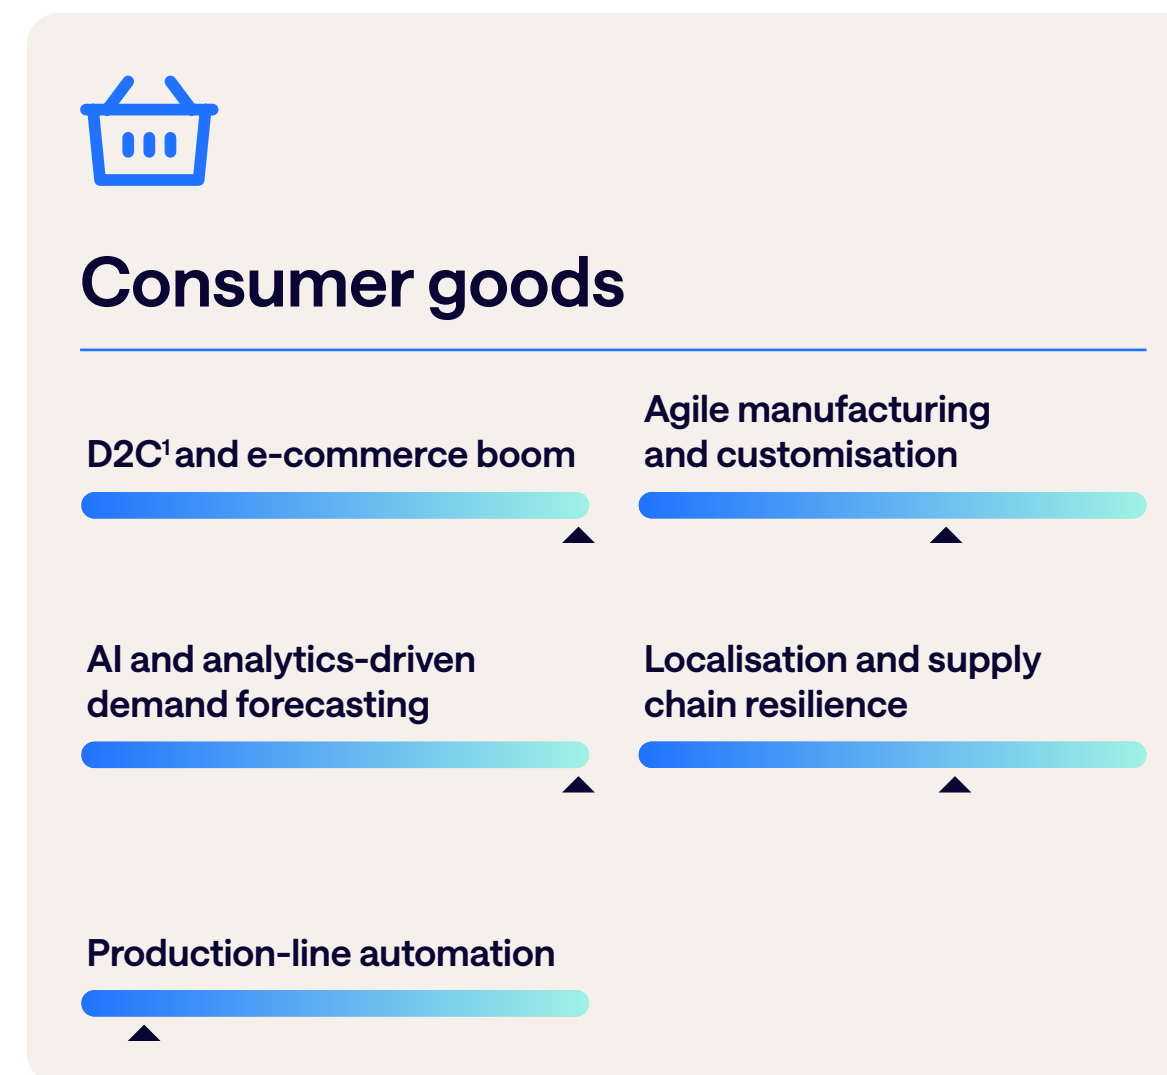 Consumer goods
D2C¹ and e-commerce boom
Agile manufacturing
and customisation
AI and analytics-driven
demand forecasting
Localisation and supply
chain resilience
Production-line automation